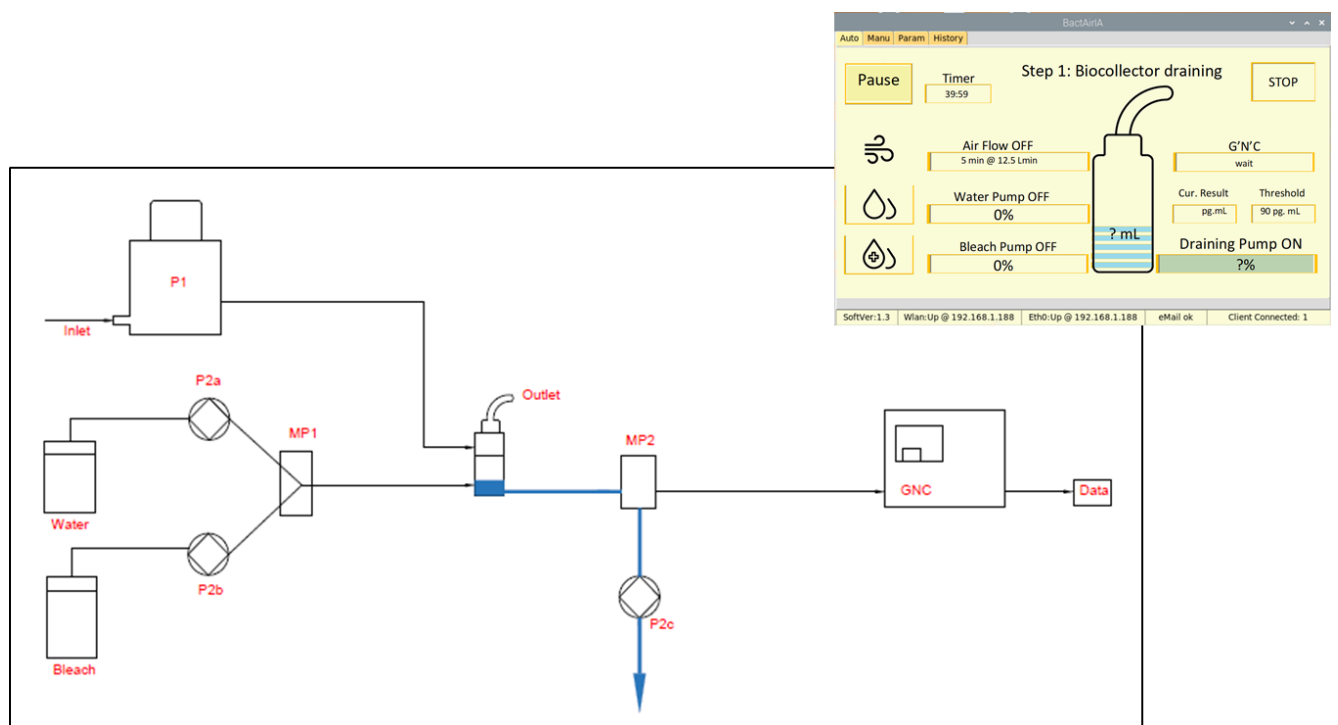 BactAirIA
Auto Manu Param History
Pause
Timer
39:59
Step 1: Biocollector draining
STOP
Air Flow OFF
5 min @ 12.5 Lmin
G'N'C
wait
Water Pump OFF
0%
Cur. Result
Threshold
pg.mL
90 pg. mL
? mL
Bleach Pump OFF
0%
Draining Pump ON
?%
SoftVer:1.3 Wlan:Up @ 192.168.1.188 Eth0:Up @ 192.168.1.188 eMail ok Client Connected: 1
P1
Inlet
P2a
Outlet
MP1
MP2
Water
GNC
Data
P2b
P2c
Bleach